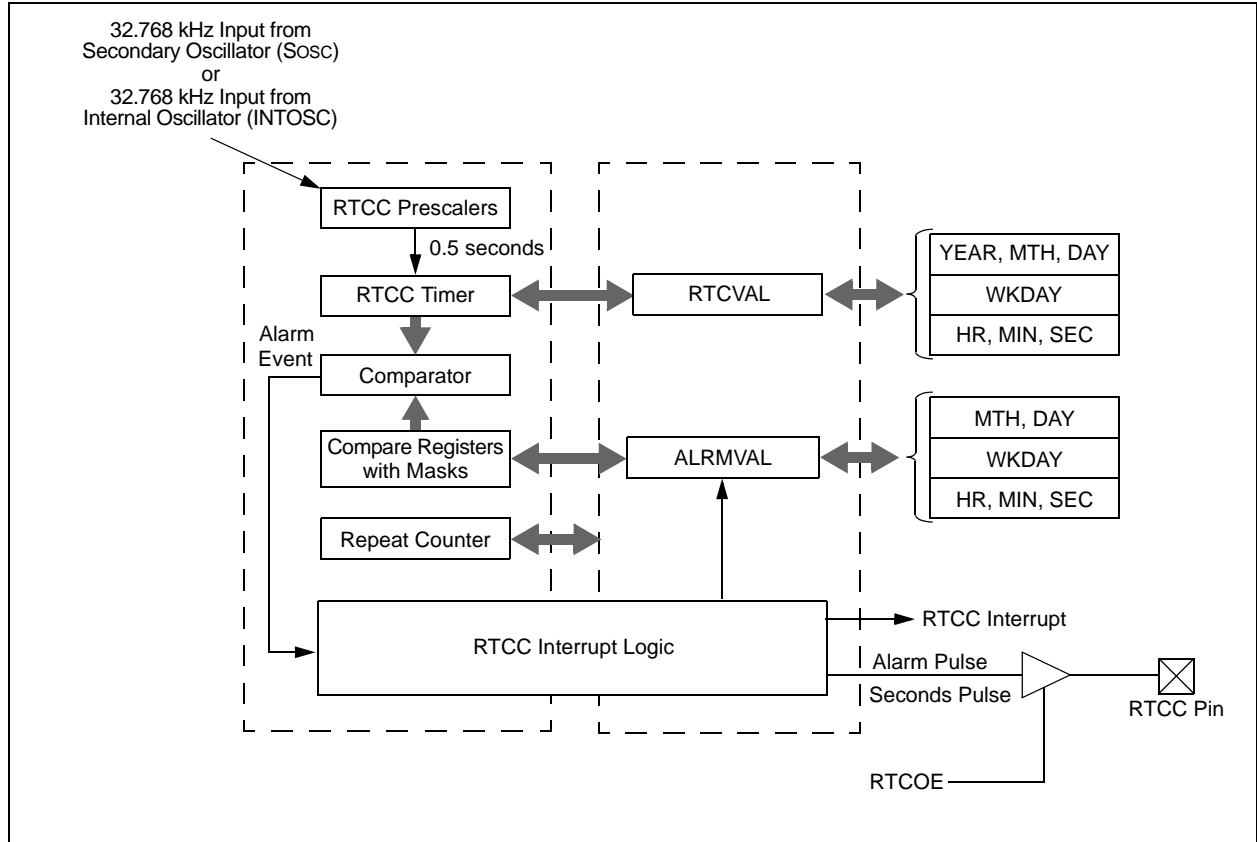 32.768 kHz Input from
Secondary Oscillator (SOSC)
or
32.768 kHz Input from
Internal Oscillator (INTOSC)
RTCC Prescalers
0.5 seconds
RTCC Timer
RTCVAL
YEAR, MTH, DAY
WKDAY
HR, MIN, SEC
Alarm
Event
Comparator
Compare Registers
with Masks
ALRMVAL
MTH, DAY
WKDAY
HR, MIN, SEC
Repeat Counter
RTCC Interrupt Logic
RTCC Interrupt
Alarm Pulse
Seconds Pulse
RTCC Pin
RTCOE